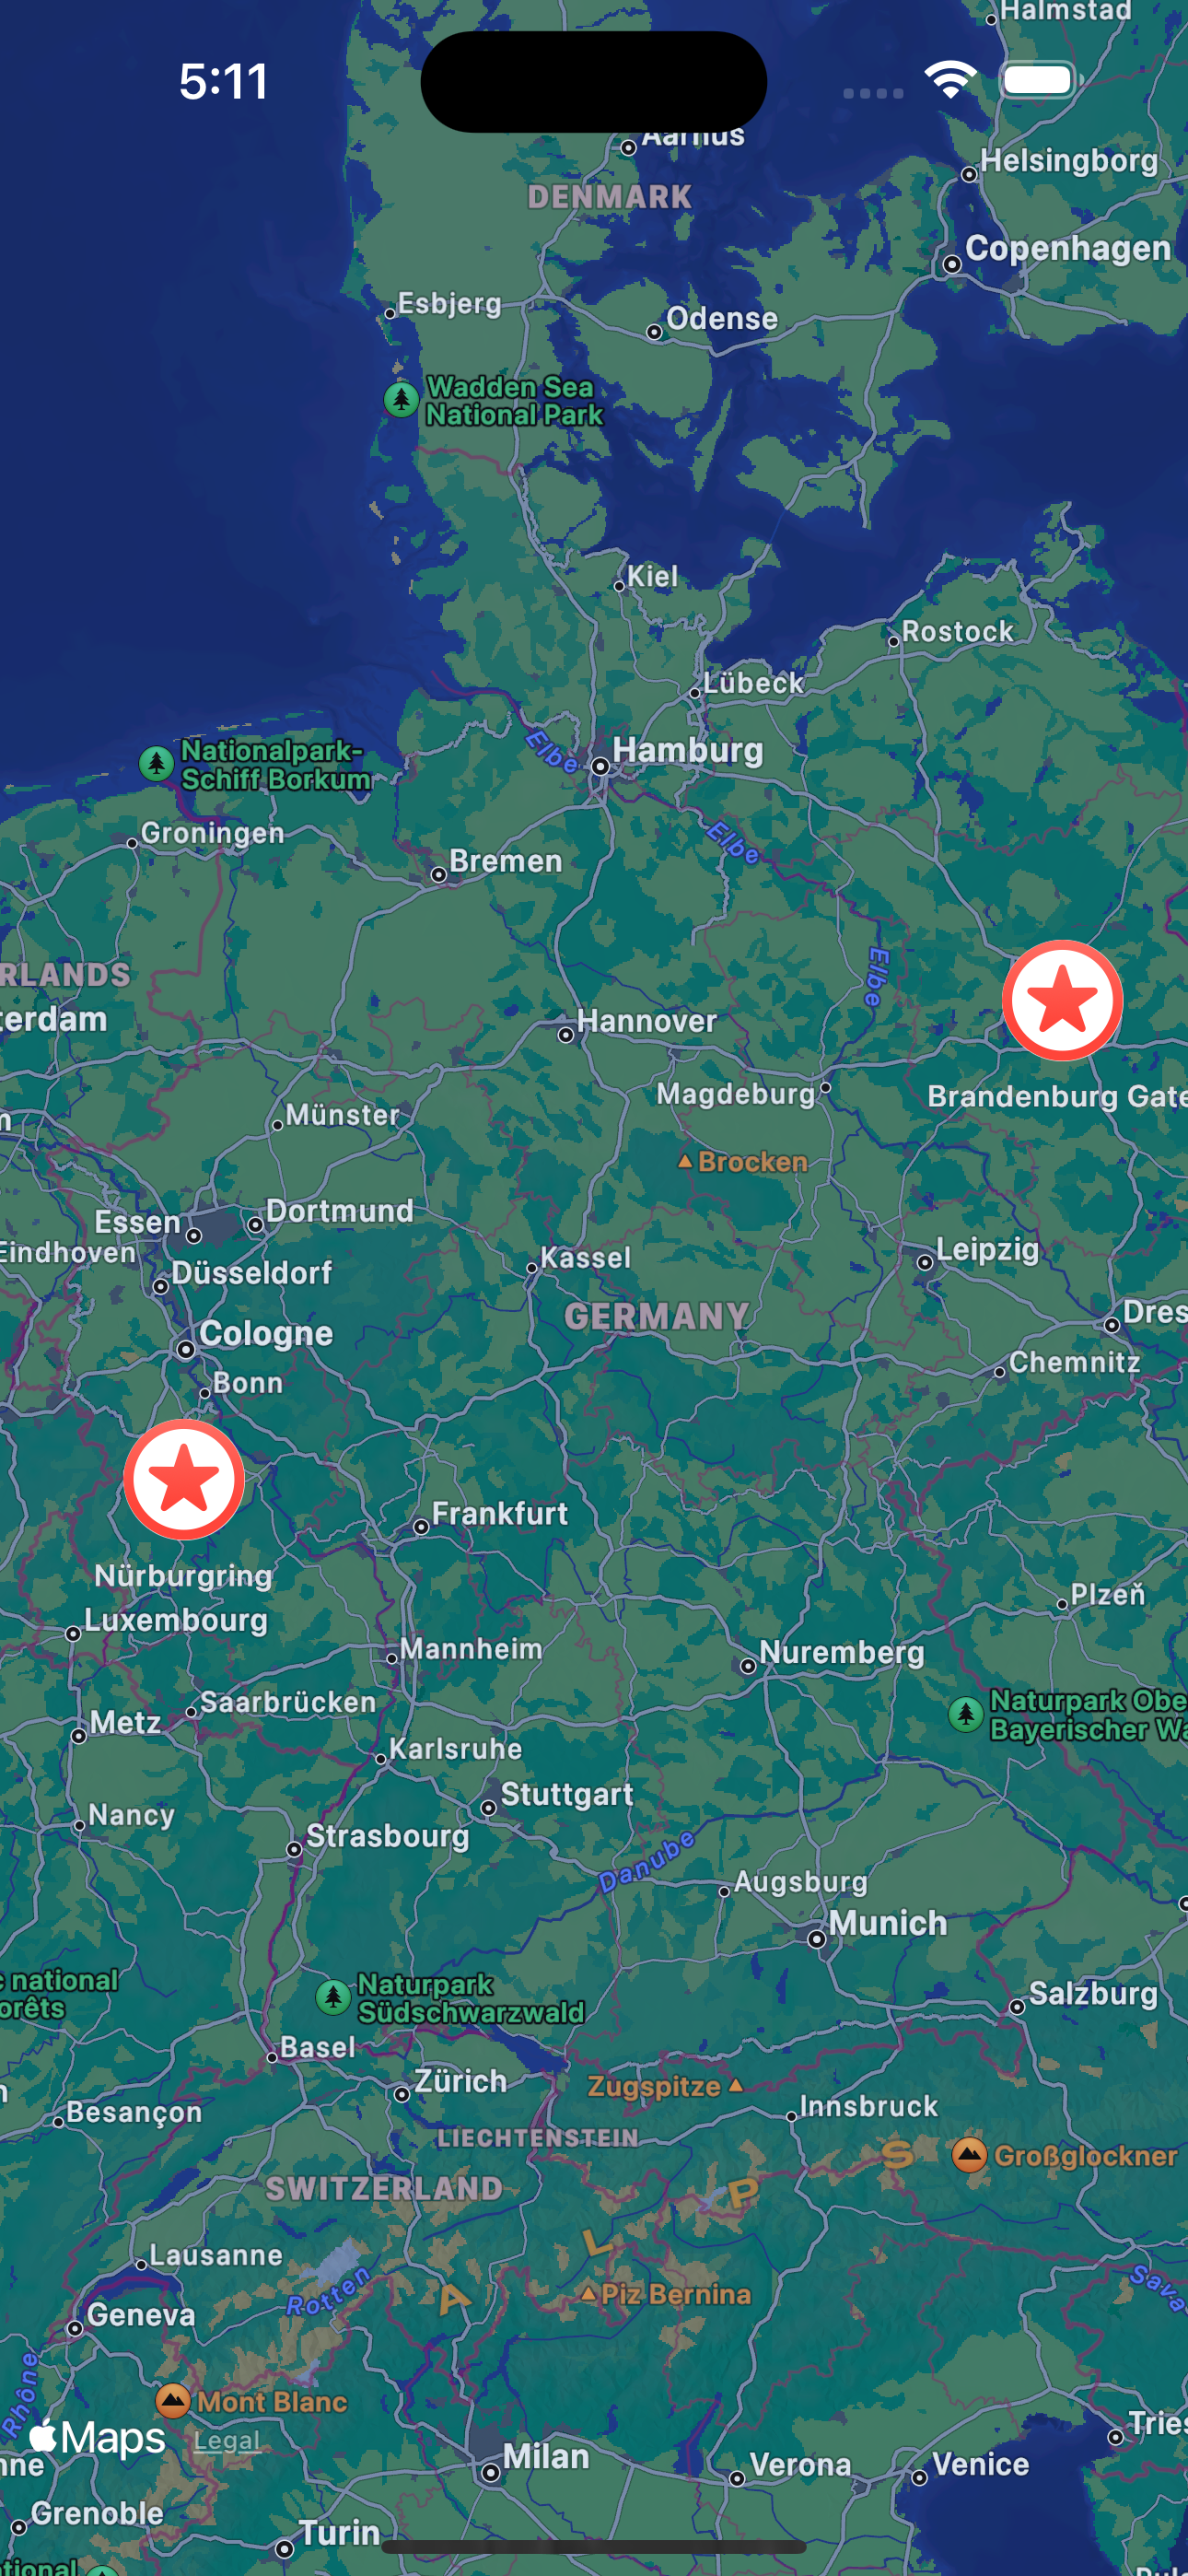 Halmstad
5:11
Aarhus
Helsingborg
DENMARK
Copenhagen
Esbjerg
Odense
Wadden Sea
National Park
Kiel
Rostock
Lübeck
Elbe
Hamburg
Nationalpark-
Schiff Borkum
Groningen
Elbe
Bremen
Elbe
RLANDS
terdam
Hannover
Magdeburg
Brandenburg Gate
Münster
Brocken
Essen
Dortmund
Eindhoven
Kassel
Leipzig
Düsseldorf
GERMANY
Dres
Cologne
Chemnitz
Bonn
Frankfurt
Nürburgring
Plzeň
Luxembourg
Mannheim
Nuremberg
Saarbrücken
Naturpark Obe
Bayerischer Wa
Metz
Karlsruhe
Stuttgart
Nancy
Strasbourg
Danube
Augsburg
Munich
c national
orêts
Naturpark
Südschwarzwald
Salzburg
Basel
Zürich
Zugspitze
Besançon
Innsbruck
LIECHTENSTEIN
Großglockner
SWITZERLAND
A L P S
Lausanne
Rotten
Piz Bernina
Sava
Geneva
Rhône
Mont Blanc
Maps
Legal
Tries
nne
Milan
Verona
Venice
Grenoble
Turin
ational